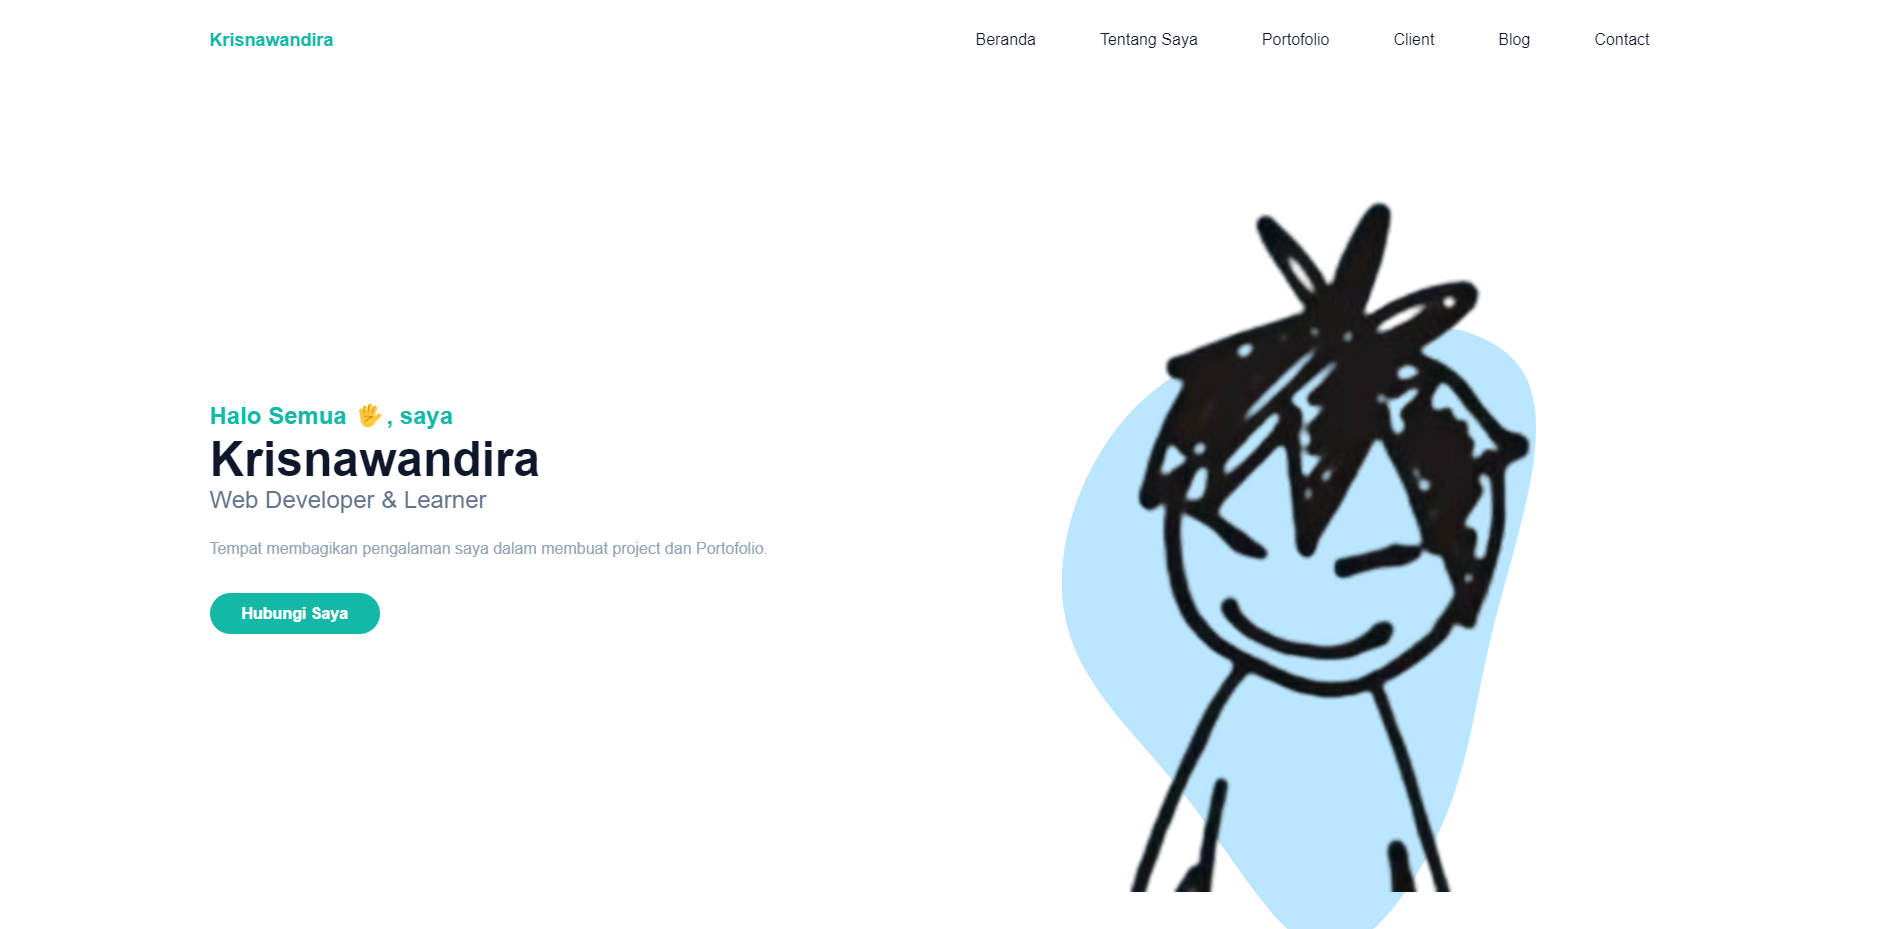 Krisnawandira
Beranda Tentang Saya Portofolio Client Blog Contact
Halo Semua 🖐, saya
Krisnawandira
Web Developer & Learner
Tempat membagikan pengalaman saya dalam membuat project dan Portofolio.
Hubungi Saya